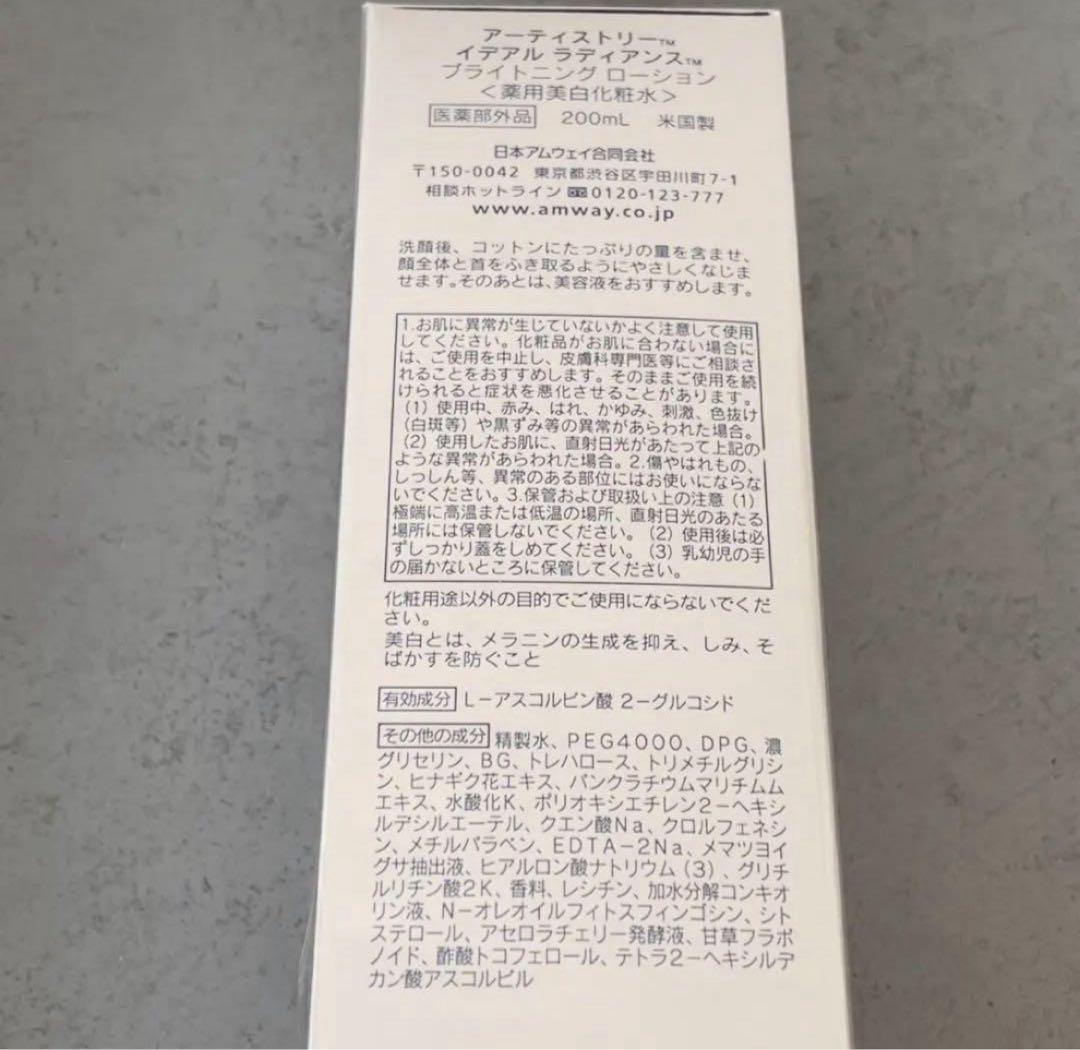 アーティストリー™
イデアル ラディアンス™
ブライトニング ローション
＜薬用美白化粧水＞
医薬部外品 200mL 米国製
日本アムウェイ合同会社
〒150-0042 東京都渋谷区宇田川町7-1
相談ホットライン 0120-123-777
www.amway.co.jp
洗顔後、コットンにたっぷりの量を含ませ、
顔全体と首をふき取るようにやさしくなじま
せます。そのあとは、美容液をおすすめします。
1.お肌に異常が生じていないかよく注意して使用
してください。化粧品がお肌に合わない場合に
は、ご使用を中止し、皮膚科専門医等にご相談さ
れることをおすすめします。そのままご使用を続
けられると症状を悪化させることがあります。
（1）使用中、赤み、はれ、かゆみ、刺激、色抜け
（白斑等）や黒ずみ等の異常があらわれた場合。
（2）使用したお肌に、直射日光があたって上記の
ような異常があらわれた場合。2.傷やはれもの、
しっしん等、異常のある部位にはお使いにならな
いでください。3.保管および取扱い上の注意（1）
極端に高温または低温の場所、直射日光のあたる
場所には保管しないでください。（2）使用後は必
ずしっかり蓋をしめてください。（3）乳幼児の手
の届かないところに保管してください。
化粧用途以外の目的でご使用にならないでくだ
さい。
美白とは、メラニンの生成を抑え、しみ、そ
ばかすを防ぐこと
有効成分 L－アスコルビン酸 2－グルコシド
その他の成分 精製水、PEG4000、DPG、濃
グリセリン、BG、トレハロース、トリメチルグリシ
ン、ヒナギク花エキス、パンクラチウムマリチムム
エキス、水酸化K、ポリオキシエチレン2－ヘキシ
ルデシルエーテル、クエン酸Na、クロルフェネシ
ン、メチルパラベン、EDTA－2Na、メマツヨイ
グサ抽出液、ヒアルロン酸ナトリウム（3）、グリチ
ルリチン酸2K、香料、レシチン、加水分解コンキオ
リン液、N－オレオイルフィトスフィンゴシン、シト
ステロール、アセロラチェリー発酵液、甘草フラボ
ノイド、酢酸トコフェロール、テトラ2－ヘキシルデ
カン酸アスコルビル